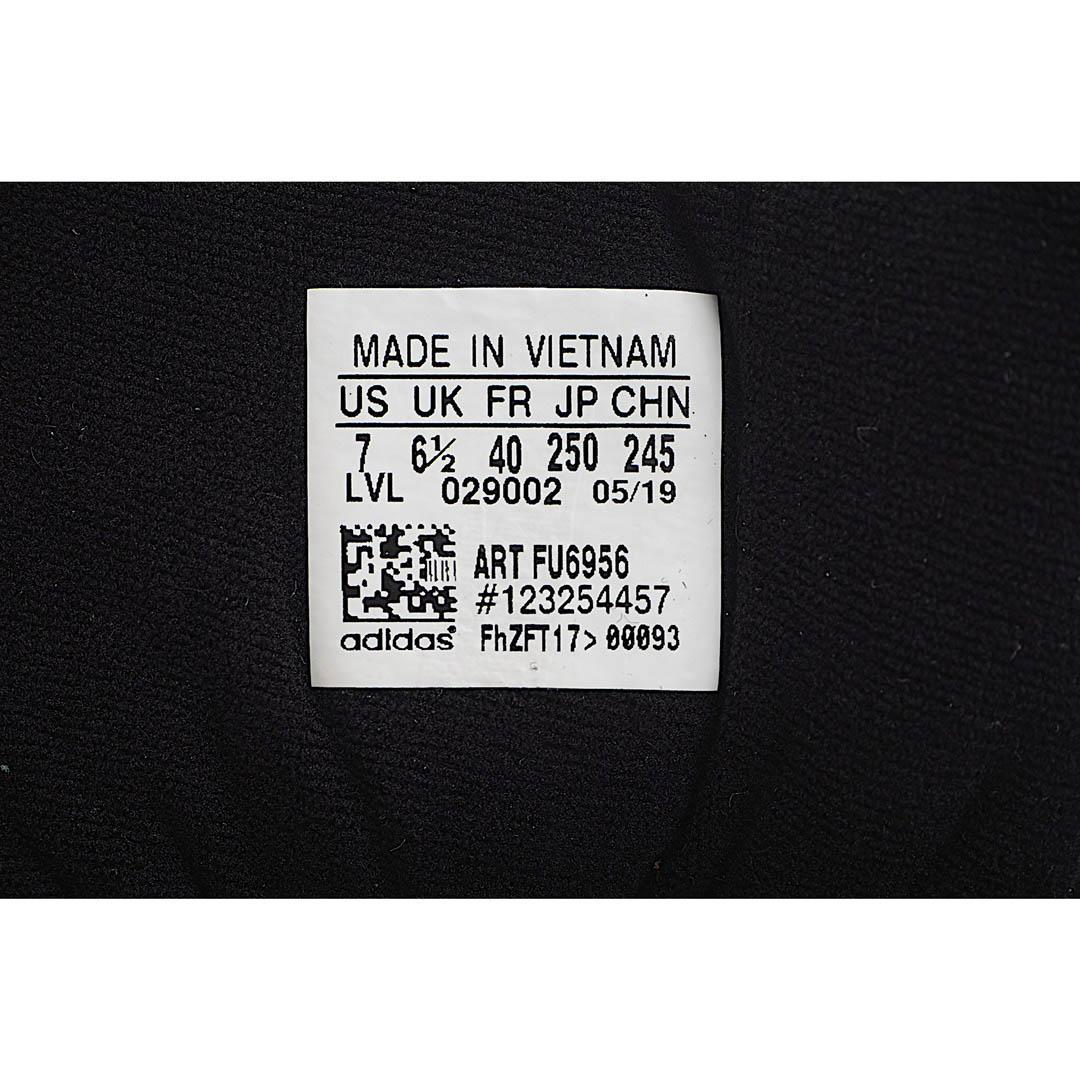 MADE IN VIETNAM
US UK FR JP CHN
7 6½ 40 250 245
LVL 029002 05/19
ART FU6956
#123254457
adidas® FhZFT17> 00093